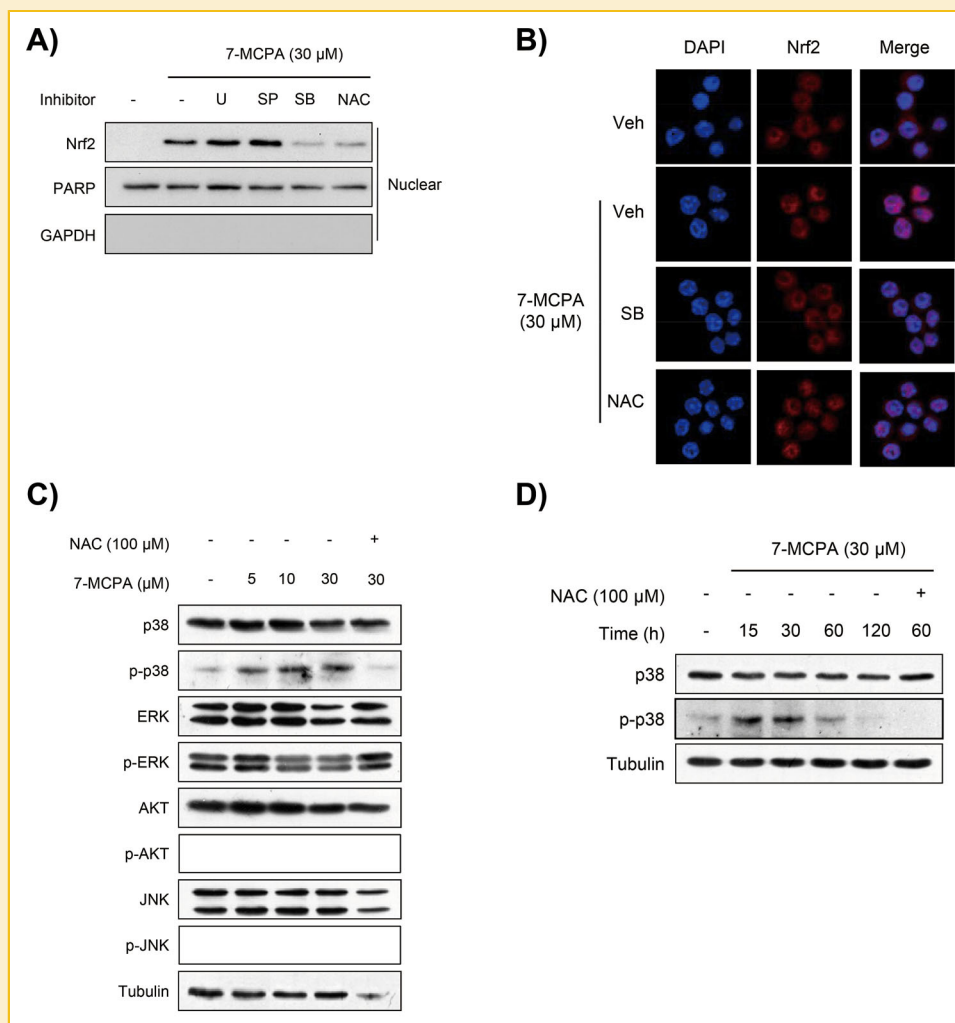 A)
7-MCPA (30 µM)
Inhibitor - - U SP SB NAC
Nrf2
PARP
GAPDH
Nuclear
B)
DAPI Nrf2 Merge
Veh
Veh
7-MCPA
(30 µM)
SB
NAC
C)
NAC (100 µM) - - - - +
7-MCPA (µM) - 5 10 30 30
p38
p-p38
ERK
p-ERK
AKT
p-AKT
JNK
p-JNK
Tubulin
D)
7-MCPA (30 µM)
NAC (100 µM) - - - - - +
Time (h) - 15 30 60 120 60
p38
p-p38
Tubulin